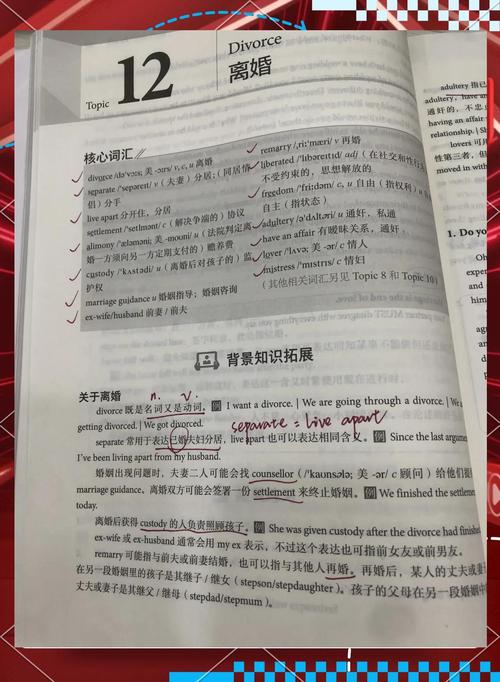 Topic 12
Divorce
离婚
adultery 指已
adultery, have an
通奸的，不忠
having an affair
relationship. | Sh
lovers 可
性第三者，但
moved in with
1. Do yo
核心词汇
divorce /dəˈvɔːs; 美 -ɔːrs/ v, c, u 离婚
separate /ˈsepəreɪt/ v（夫妻）分居；（同居情
侣）分手
live apart 分开住，分居
settlement /ˈsetlmənt/ c（解决争端的）协议
alimony /ˈæləməni; 美 -moʊni/ u（法院判定离
婚一方须向另一方定期支付的）赡养费
custody /ˈkʌstədi/ u（离婚后对孩子的）监
护权
marriage guidance u 婚姻指导；婚姻咨询
ex-wife/husband 前妻 / 前夫
remarry /ˌriːˈmæri/ v 再婚
liberated /ˈlɪbəreɪtɪd/ adj（在社交和性行
不受约束的，思想解放的
freedom /ˈfriːdəm/ c, u 自由（指权利）u
自主（指状态）
adultery /əˈdʌltəri/ u 通奸，私通
have an affair 有暧昧关系，通奸
lover /ˈlʌvə; 美 -ər/ c 情人
mistress /ˈmɪstrɪs/ c 情妇
（其他相关词汇另见 Topic 8 和 Topic 10）
背景知识拓展
关于离婚 n. v.
divorce 既是名词又是动词。例 I want a divorce. | We are going through a divorce. | We a
getting divorced. | We got divorced. separate = live apart
separate 常用于表达已婚夫妇分居，live apart 也可以表达相同含义。例 Since the last argumen
I've been living apart from my husband.
婚姻出现问题时，夫妻二人可能会找 counsellor（/ˈkaʊnsələ; 美 -ər/ c 顾问）给他们提
marriage guidance。离婚双方可能会签署一份 settlement 来终止婚姻。例 We finished the settlemen
today.
离婚后获得 custody 的人负责照顾孩子。例 She was given custody after the divorce had finished
ex-wife 或 ex-husband 通常会用 my ex 表示，不过这个表达也可指前女友或前男友。
remarry 可能指与前夫或前妻结婚，也可以指与其他人再婚。再婚后，某人的丈夫或妻
在另一段婚姻里的孩子是其继子 / 继女（stepson/stepdaughter）。孩子的父母在另一段婚姻中
丈夫或妻子是其继父 / 继母（stepdad/stepmum）。